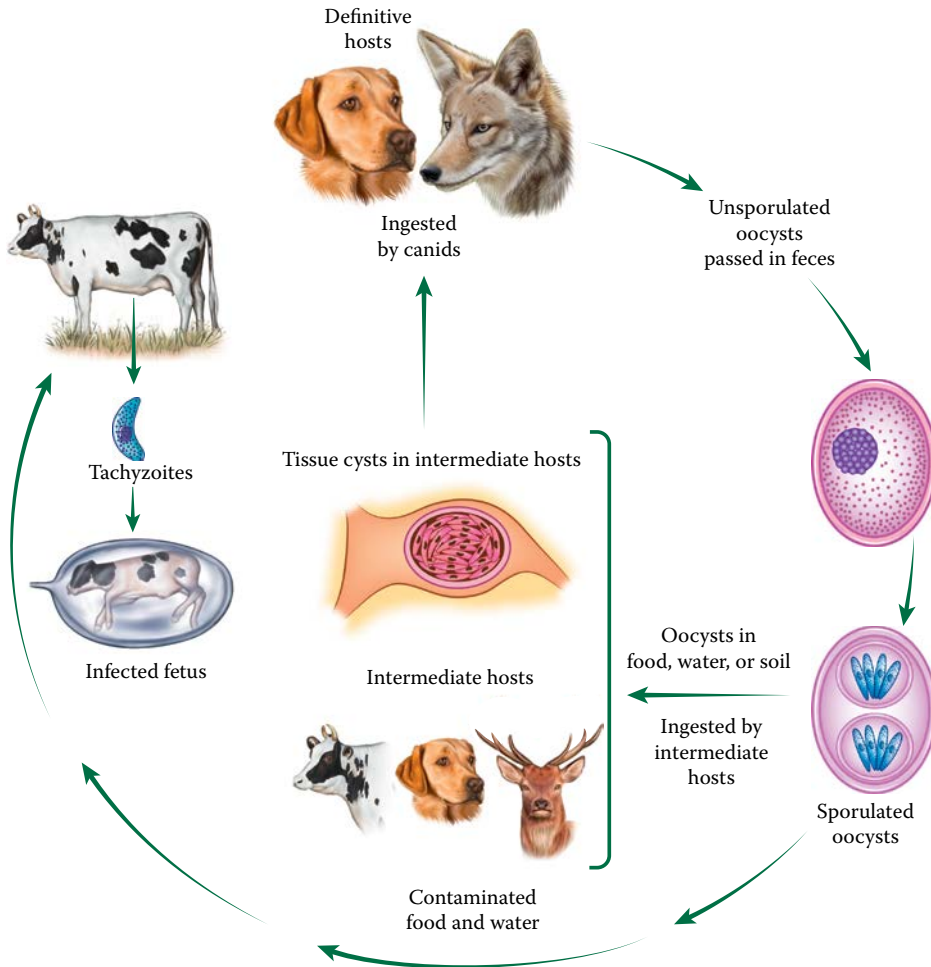 Definitive
hosts
Ingested
by canids
Unsporulated
oocysts
passed in feces
Tachyzoites
Infected fetus
Tissue cysts in intermediate hosts
Intermediate hosts
Oocysts in
food, water, or soil
Ingested by
intermediate
hosts
Sporulated
oocysts
Contaminated
food and water